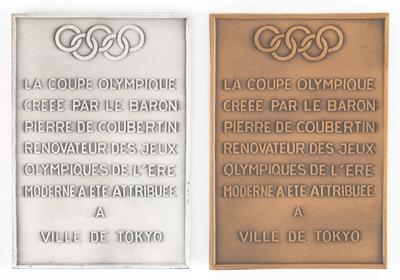 LA COUPE OLYMPIQUE
CREEE PAR LE BARON
PIERRE DE COUBERTIN
RENOVATEUR DES JEUX
OLYMPIQUES DE L'ERE
MODERNE A ETE ATTRIBUEE
A
VILLE DE TOKYO
LA COUPE OLYMPIQUE
CREEE PAR LE BARON
PIERRE DE COUBERTIN
RENOVATEUR DES JEUX
OLYMPIQUES DE L'ERE
MODERNE A ETE ATTRIBUEE
A
VILLE DE TOKYO